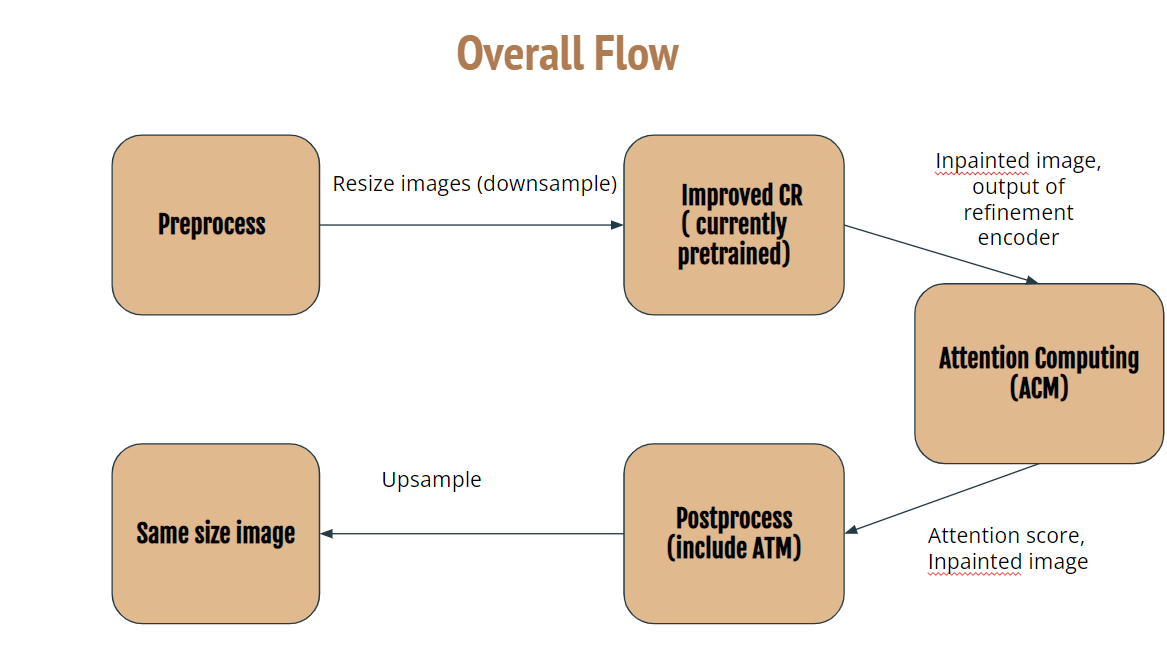 Overall Flow
Preprocess
Resize images (downsample)
Improved CR
( currently
pretrained)
Inpainted image,
output of
refinement
encoder
Attention Computing
(ACM)
Attention score,
Inpainted image
Postprocess
(include ATM)
Upsample
Same size image